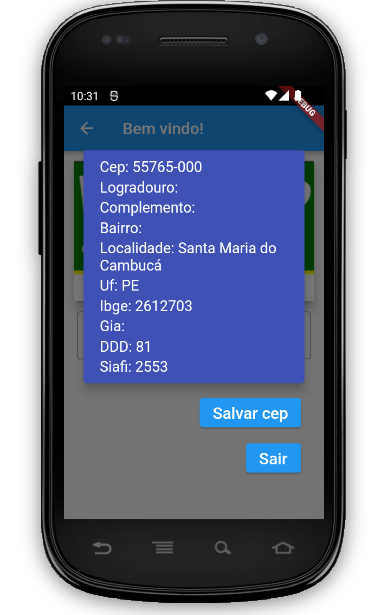 10:31
DEBUG
Bem vindo!
Cep: 55765-000
Logradouro:
Complemento:
Bairro:
Localidade: Santa Maria do
Cambucá
Uf: PE
Ibge: 2612703
Gia:
DDD: 81
Siafi: 2553
Salvar cep
Sair